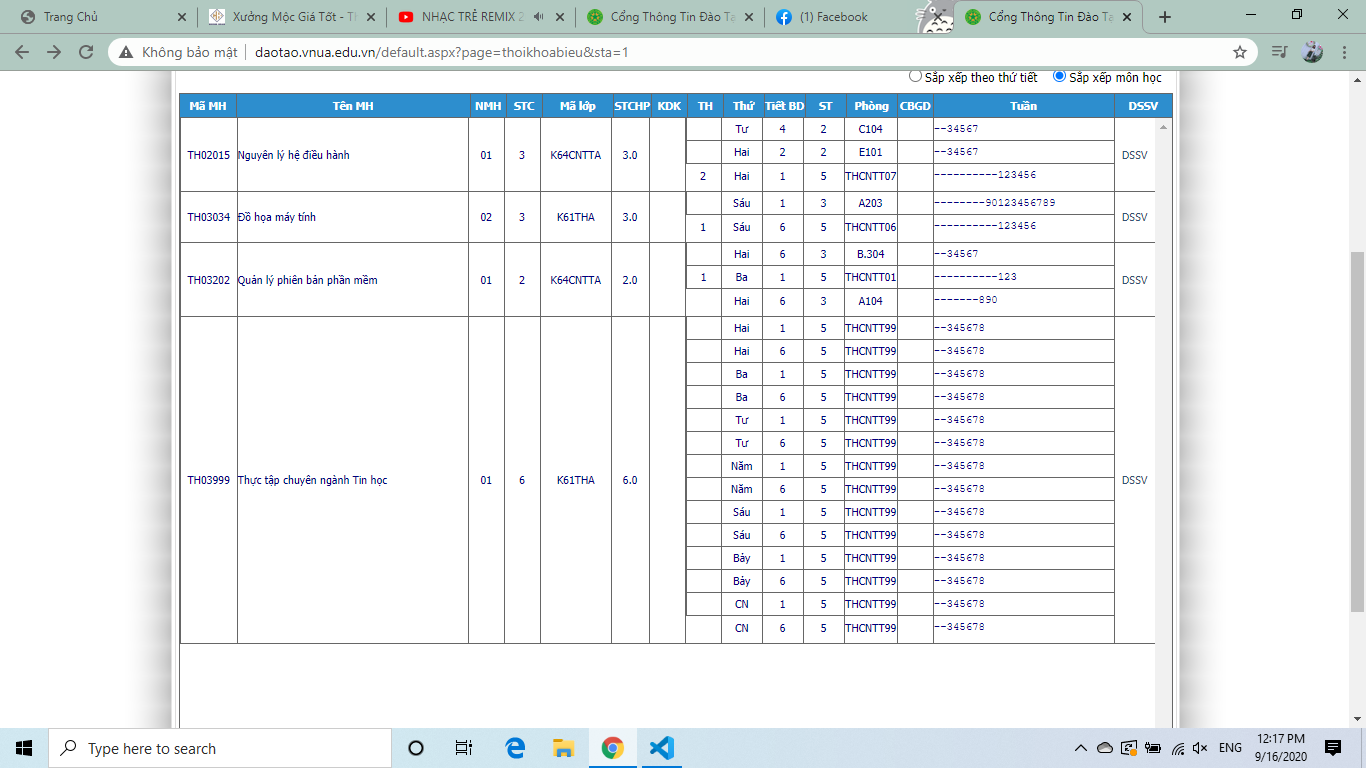 Trang Chủ
Xưởng Mộc Giá Tốt - Th
NHẠC TRẺ REMIX 2
Cổng Thông Tin Đào Tạ
(1) Facebook
Cổng Thông Tin Đào Tạ
Không bảo mật | daotao.vnua.edu.vn/default.aspx?page=thoikhoabieu&sta=1
Sắp xếp theo thứ tiết Sắp xếp môn học
Mã MH Tên MH NMH STC Mã lớp STCHP KDK TH Thứ Tiết BD ST Phòng CBGD Tuần DSSV
TH02015 Nguyên lý hệ điều hành 01 3 K64CNTTA 3.0 DSSV
Tư 4 2 C104 --34567
Hai 2 2 E101 --34567
2 Hai 1 5 THCNTT07 ----------123456
TH03034 Đồ họa máy tính 02 3 K61THA 3.0 DSSV
Sáu 1 3 A203 --------90123456789
1 Sáu 6 5 THCNTT06 ----------123456
TH03202 Quản lý phiên bản phần mềm 01 2 K64CNTTA 2.0 DSSV
Hai 6 3 B.304 --34567
1 Ba 1 5 THCNTT01 ----------123
Hai 6 3 A104 -------890
TH03999 Thực tập chuyên ngành Tin học 01 6 K61THA 6.0 DSSV
Hai 1 5 THCNTT99 --345678
Hai 6 5 THCNTT99 --345678
Ba 1 5 THCNTT99 --345678
Ba 6 5 THCNTT99 --345678
Tư 1 5 THCNTT99 --345678
Tư 6 5 THCNTT99 --345678
Năm 1 5 THCNTT99 --345678
Năm 6 5 THCNTT99 --345678
Sáu 1 5 THCNTT99 --345678
Sáu 6 5 THCNTT99 --345678
Bảy 1 5 THCNTT99 --345678
Bảy 6 5 THCNTT99 --345678
CN 1 5 THCNTT99 --345678
CN 6 5 THCNTT99 --345678
Type here to search
ENG
12:17 PM
9/16/2020